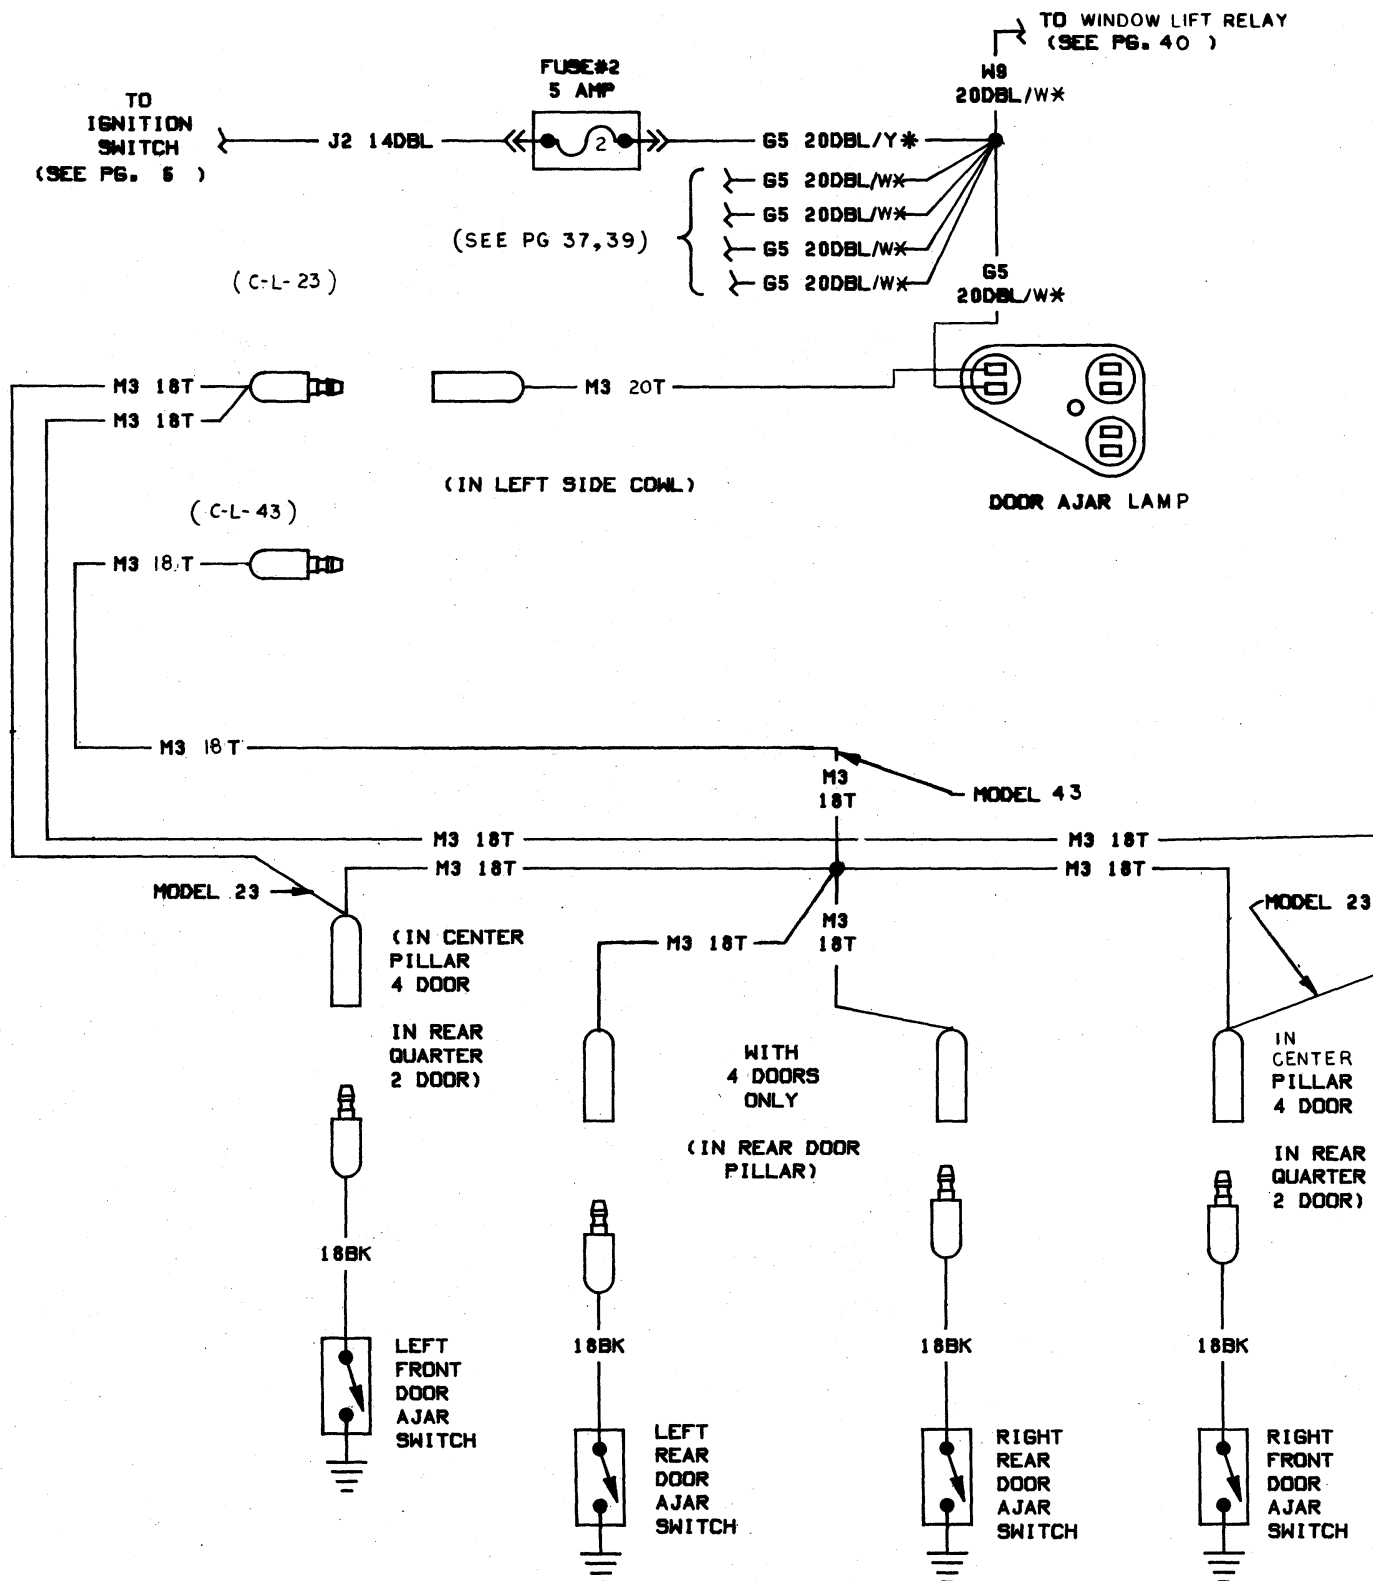 TO WINDOW LIFT RELAY
(SEE PG. 40 )
W9
20DBL/W*
FUSE#2
5 AMP
2
TO
IGNITION
SWITCH
(SEE PG. )
J2 14DBL
G5 20DBL/Y*
G5 20DBL/W*
G5 20DBL/W*
G5 20DBL/W*
G5 20DBL/W*
(SEE PG 37,39)
G5
20DBL/W*
(C-L-23)
M3 18T
M3 18T
M3 20T
(IN LEFT SIDE COWL)
DOOR AJAR LAMP
(C-L-43)
M3 18T
M3 18T
M3
18T
MODEL 43
M3 18T
M3 18T
M3 18T
M3 18T
MODEL 23
MODEL 23
M3 18T
M3
18T
(IN CENTER
PILLAR
4 DOOR
IN REAR
QUARTER
2 DOOR)
WITH
4 DOORS
ONLY
(IN REAR DOOR
PILLAR)
IN
CENTER
PILLAR
4 DOOR
IN REAR
QUARTER
2 DOOR)
18BK
18BK
18BK
18BK
LEFT
FRONT
DOOR
AJAR
SWITCH
LEFT
REAR
DOOR
AJAR
SWITCH
RIGHT
REAR
DOOR
AJAR
SWITCH
RIGHT
FRONT
DOOR
AJAR
SWITCH